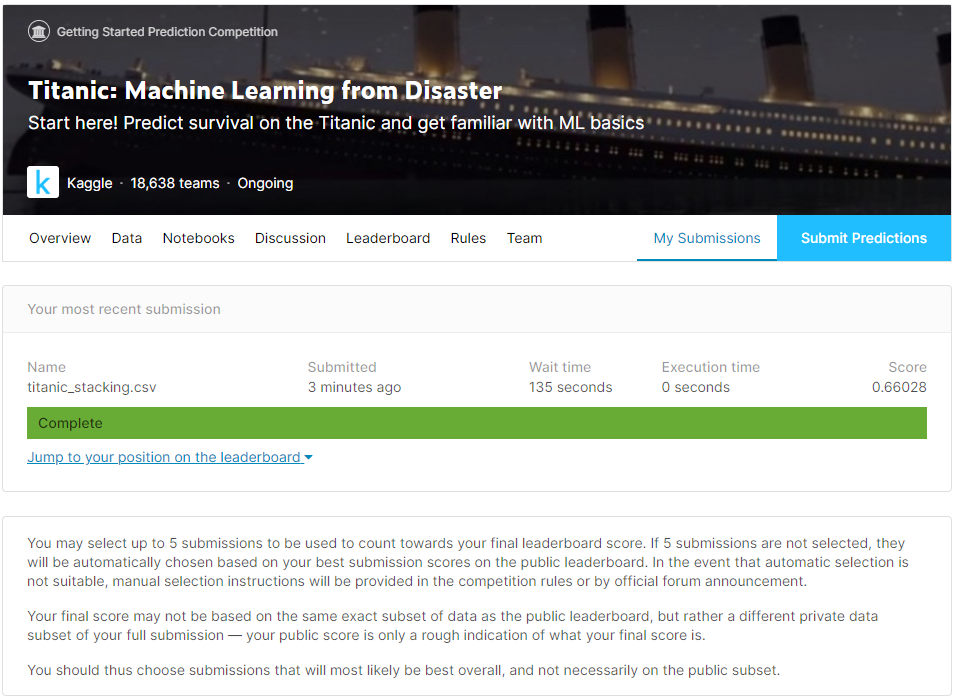 Getting Started Prediction Competition
Titanic: Machine Learning from Disaster
Start here! Predict survival on the Titanic and get familiar with ML basics
k Kaggle · 18,638 teams · Ongoing
Overview Data Notebooks Discussion Leaderboard Rules Team My Submissions Submit Predictions
Your most recent submission
Name Submitted Wait time Execution time Score
titanic_stacking.csv 3 minutes ago 135 seconds 0 seconds 0.66028
Complete
Jump to your position on the leaderboard
You may select up to 5 submissions to be used to count towards your final leaderboard score. If 5 submissions are not selected, they
will be automatically chosen based on your best submission scores on the public leaderboard. In the event that automatic selection is
not suitable, manual selection instructions will be provided in the competition rules or by official forum announcement.
Your final score may not be based on the same exact subset of data as the public leaderboard, but rather a different private data
subset of your full submission — your public score is only a rough indication of what your final score is.
You should thus choose submissions that will most likely be best overall, and not necessarily on the public subset.